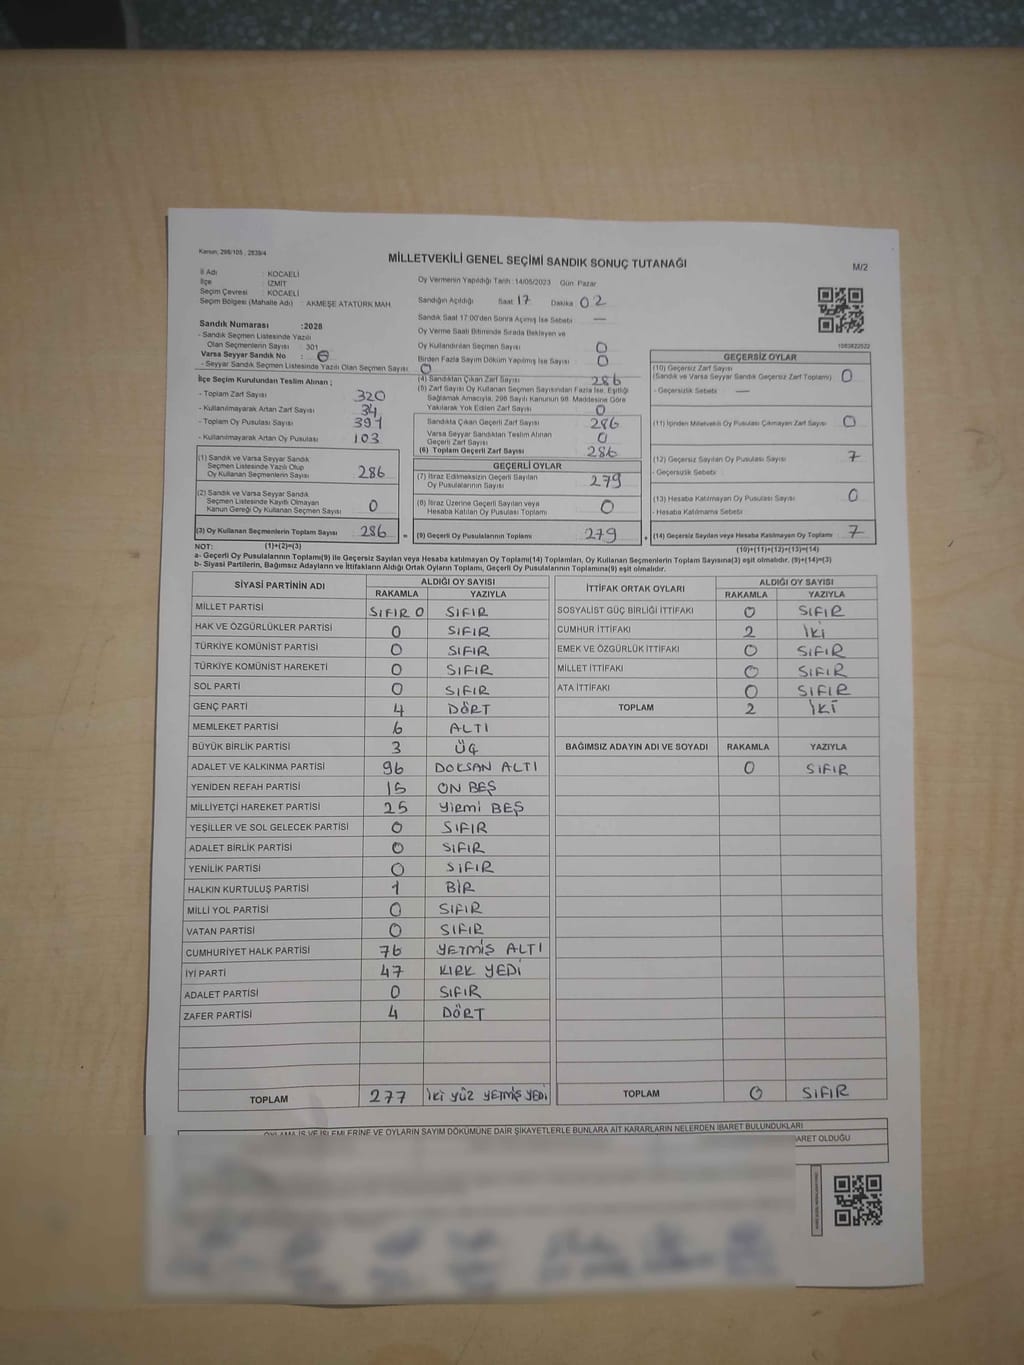 Kanun: 298/105 , 2839/4
MİLLETVEKİLİ GENEL SEÇİMİ SANDIK SONUÇ TUTANAĞI
M/2
İl Adı : KOCAELİ
İlçe : İZMİT
Seçim Çevresi : KOCAELİ
Seçim Bölgesi (Mahalle Adı) : AKMEŞE ATATÜRK MAH.
Oy Vermenin Yapıldığı Tarih :14/05/2023 Gün Pazar
Sandığın Açıldığı Saat 17 Dakika 02
Sandık Saat 17:00'den Sonra Açımış İse Sebebi —
Oy Verme Saati Bitiminde Sırada Bekleyen ve
Oy Kullandırılan Seçmen Sayısı 0
Birden Fazla Sayım Döküm Yapılmış İse Sayısı 0
1083822522
Sandık Numarası :2028
- Sandık Seçmen Listesinde Yazılı
Olan Seçmenlerin Sayısı : 301
Varsa Seyyar Sandık No : 0
- Seyyar Sandık Seçmen Listesinde Yazılı Olan Seçmen Sayısı 0
İlçe Seçim Kurulundan Teslim Alınan ;
- Toplam Zarf Sayısı 320
- Kullanılmayarak Artan Zarf Sayısı 34
- Toplam Oy Pusulası Sayısı 391
- Kullanılmayarak Artan Oy Pusulası 103
(1) Sandık ve Varsa Seyyar Sandık
Seçmen Listesinde Yazılı Olup
Oy Kullanan Seçmenlerin Sayısı 286
(2) Sandık ve Varsa Seyyar Sandık
Seçmen Listesinde Kayıtlı Olmayan
Kanun Gereği Oy Kullanan Seçmen Sayısı 0
(3) Oy Kullanan Seçmenlerin Toplam Sayısı 286 =
(4) Sandıktan Çıkan Zarf Sayısı 286
(5) Zarf Sayısı Oy Kullanan Seçmen Sayısından Fazla İse, Eşitliği
Sağlamak Amacıyla, 298 Sayılı Kanunun 98. Maddesine Göre
Yakılarak Yok Edilen Zarf Sayısı 0
Sandıkta Çıkan Geçerli Zarf Sayısı 286
Varsa Seyyar Sandıktan Teslim Alınan
Geçerli Zarf Sayısı 0
(6) Toplam Geçerli Zarf Sayısı 286
GEÇERLİ OYLAR
(7) İtiraz Edilmeksizin Geçerli Sayılan
Oy Pusulalarının Sayısı 279
(8) İtiraz Üzerine Geçerli Sayılan veya
Hesaba Katılan Oy Pusulası Toplamı 0
(9) Geçerli Oy Pusulalarının Toplamı 279 +
GEÇERSİZ OYLAR
(10) Geçersiz Zarf Sayısı
(Sandık ve Varsa Seyyar Sandık Geçersiz Zarf Toplamı) 0
- Geçersizlik Sebebi : —
(11) İçinden Milletvekili Oy Pusulası Çıkmayan Zarf Sayısı 0
(12) Geçersiz Sayılan Oy Pusulası Sayısı 7
- Geçersizlik Sebebi :
(13) Hesaba Katılmayan Oy Pusulası Sayısı 0
- Hesaba Katılmama Sebebi :
(14) Geçersiz Sayılan veya Hesaba Katılmayan Oy Toplamı 7
NOT: (1)+(2)=(3) (10)+(11)+(12)+(13)=(14)
a- Geçerli Oy Pusulalarının Toplamı(9) ile Geçersiz Sayılan veya Hesaba katılmayan Oy Toplamı(14) Toplamları, Oy Kullanan Seçmenlerin Toplam Sayısına(3) eşit olmalıdır. (9)+(14)=(3)
b- Siyasi Partilerin, Bağımsız Adayların ve İttifakların Aldığı Ortak Oyların Toplamı, Geçerli Oy Pusulalarının Toplamına(9) eşit olmalıdır.
SİYASİ PARTİNİN ADI ALDIĞI OY SAYISI
RAKAMLA YAZIYLA
MİLLET PARTİSİ SIFIR 0 SIFIR
HAK VE ÖZGÜRLÜKLER PARTİSİ 0 SIFIR
TÜRKİYE KOMÜNİST PARTİSİ 0 SIFIR
TÜRKİYE KOMÜNİST HAREKETİ 0 SIFIR
SOL PARTİ 0 SIFIR
GENÇ PARTİ 4 DÖRT
MEMLEKET PARTİSİ 6 ALTI
BÜYÜK BİRLİK PARTİSİ 3 ÜÇ
ADALET VE KALKINMA PARTİSİ 96 DOKSAN ALTI
YENİDEN REFAH PARTİSİ 15 ON BEŞ
MİLLİYETÇİ HAREKET PARTİSİ 25 YİRMİ BEŞ
YEŞİLLER VE SOL GELECEK PARTİSİ 0 SIFIR
ADALET BİRLİK PARTİSİ 0 SIFIR
YENİLİK PARTİSİ 0 SIFIR
HALKIN KURTULUŞ PARTİSİ 1 BİR
MİLLİ YOL PARTİSİ 0 SIFIR
VATAN PARTİSİ 0 SIFIR
CUMHURİYET HALK PARTİSİ 76 YETMİŞ ALTI
İYİ PARTİ 47 KIRK YEDİ
ADALET PARTİSİ 0 SIFIR
ZAFER PARTİSİ 4 DÖRT
TOPLAM 277 İKİ YÜZ YETMİŞ YEDİ
İTTİFAK ORTAK OYLARI ALDIĞI OY SAYISI
RAKAMLA YAZIYLA
SOSYALİST GÜÇ BİRLİĞİ İTTİFAKI 0 SIFIR
CUMHUR İTTİFAKI 2 İKİ
EMEK VE ÖZGÜRLÜK İTTİFAKI 0 SIFIR
MİLLET İTTİFAKI 0 SIFIR
ATA İTTİFAKI 0 SIFIR
TOPLAM 2 İKİ
BAĞIMSIZ ADAYIN ADI VE SOYADI RAKAMLA YAZIYLA
0 SIFIR
TOPLAM 0 SIFIR
OYLAMA İŞ VE İŞLEMLERİNE VE OYLARIN SAYIM DÖKÜMÜNE DAİR ŞİKAYETLERLE BUNLARA AİT KARARLARIN NELERDEN İBARET BULUNDUKLARI
ARET OLDUĞU